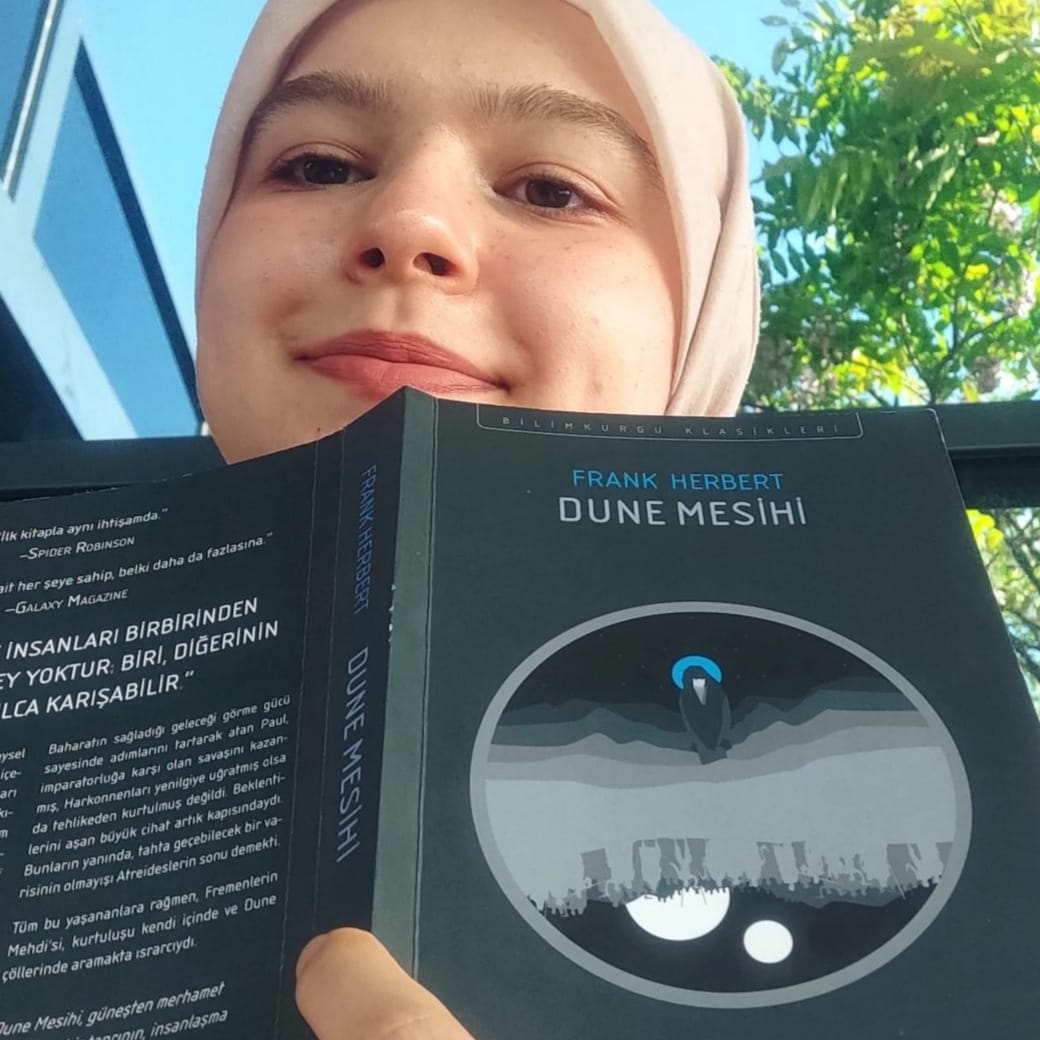 "İlk kitapla aynı ihtişamda."
–SPIDER ROBINSON
ait her şeye sahip, belki daha da fazlasına."
–GALAXY MAGAZINE
İNSANLARI BİRBİRİNDEN
EY YOKTUR: BİRİ, DİĞERİNİN
LCA KARIŞABİLİR."
Baharatın sağladığı geleceği görme gücü
sayesinde adımlarını tartarak atan Paul,
imparatorluğa karşı olan savaşını kazan-
mış, Harkonnenları yenilgiye uğratmış olsa
da tehlikeden kurtulmuş değildi. Beklenti-
lerini aşan büyük cihat artık kapısındaydı.
Bunların yanında, tahta geçebilecek bir va-
risinin olmayışı Atreideslerin sonu demekti.
Tüm bu yaşananlara rağmen, Fremenlerin
Mehdi'si, kurtuluşu kendi içinde ve Dune
çöllerinde aramakta ısrarcıydı.
Dune Mesihi, güneşten merhamet
insanlaşma
FRANK HERBERT DUNE MESİHİ
BİLİMKURGU KLASİKLERİ
FRANK HERBERT
DUNE MESİHİ